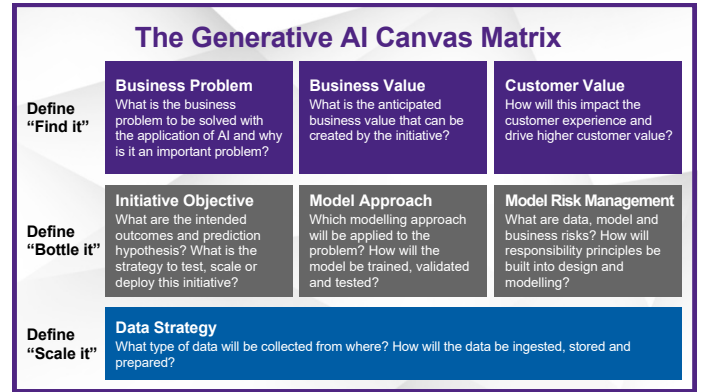 The Generative AI Canvas Matrix
Define
“Find it”
Business Problem
What is the business
problem to be solved with
the application of AI and why
is it an important problem?
Business Value
What is the anticipated
business value that can be
created by the initiative?
Customer Value
How will this impact the
customer experience and
drive higher customer value?
Define
“Bottle it”
Initiative Objective
What are the intended
outcomes and prediction
hypothesis? What is the
strategy to test, scale or
deploy this initiative?
Model Approach
Which modelling approach
will be applied to the
problem? How will the
model be trained, validated
and tested?
Model Risk Management
What are data, model and
business risks? How will
responsibility principles be
built into design and
modelling?
Define
“Scale it”
Data Strategy
What type of data will be collected from where? How will the data be ingested, stored and
prepared?